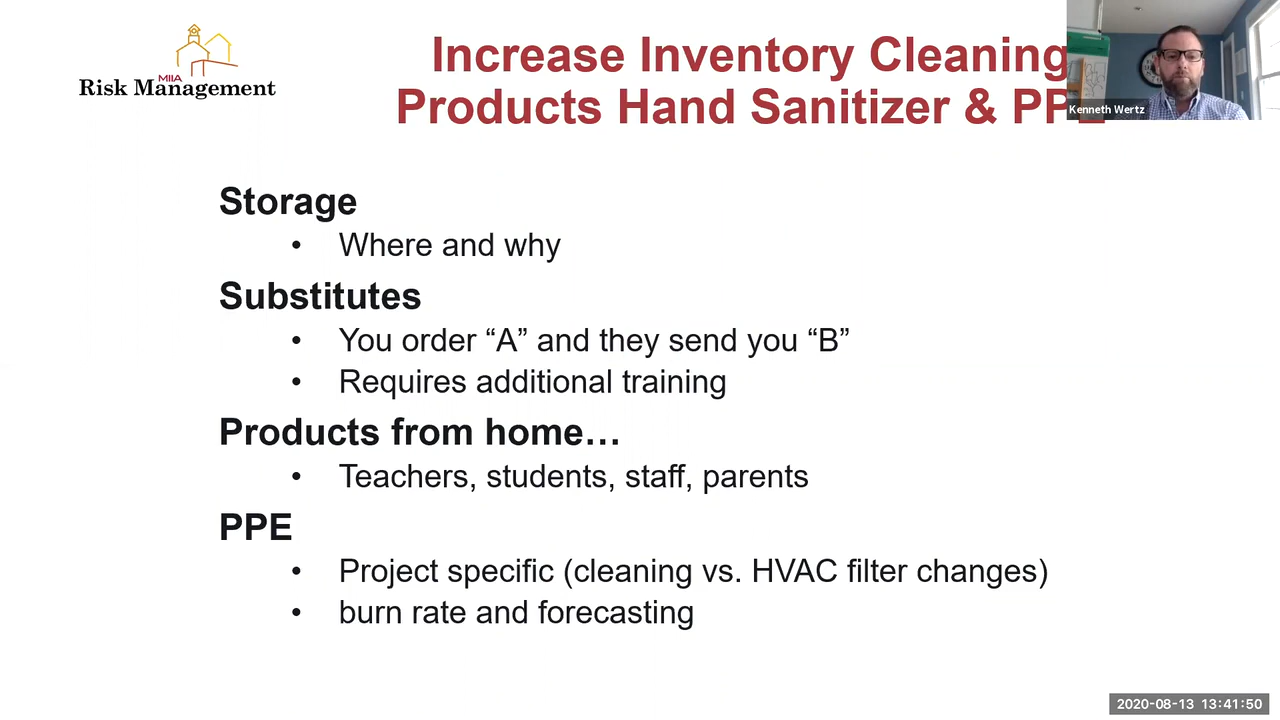 MIIA
Risk Management
Increase Inventory Cleaning
Products Hand Sanitizer &
Kenneth Wertz
Storage
• Where and why
Substitutes
• You order “A” and they send you “B”
• Requires additional training
Products from home…
• Teachers, students, staff, parents
PPE
• Project specific (cleaning vs. HVAC filter changes)
• burn rate and forecasting
2020-08-13 13:41:50